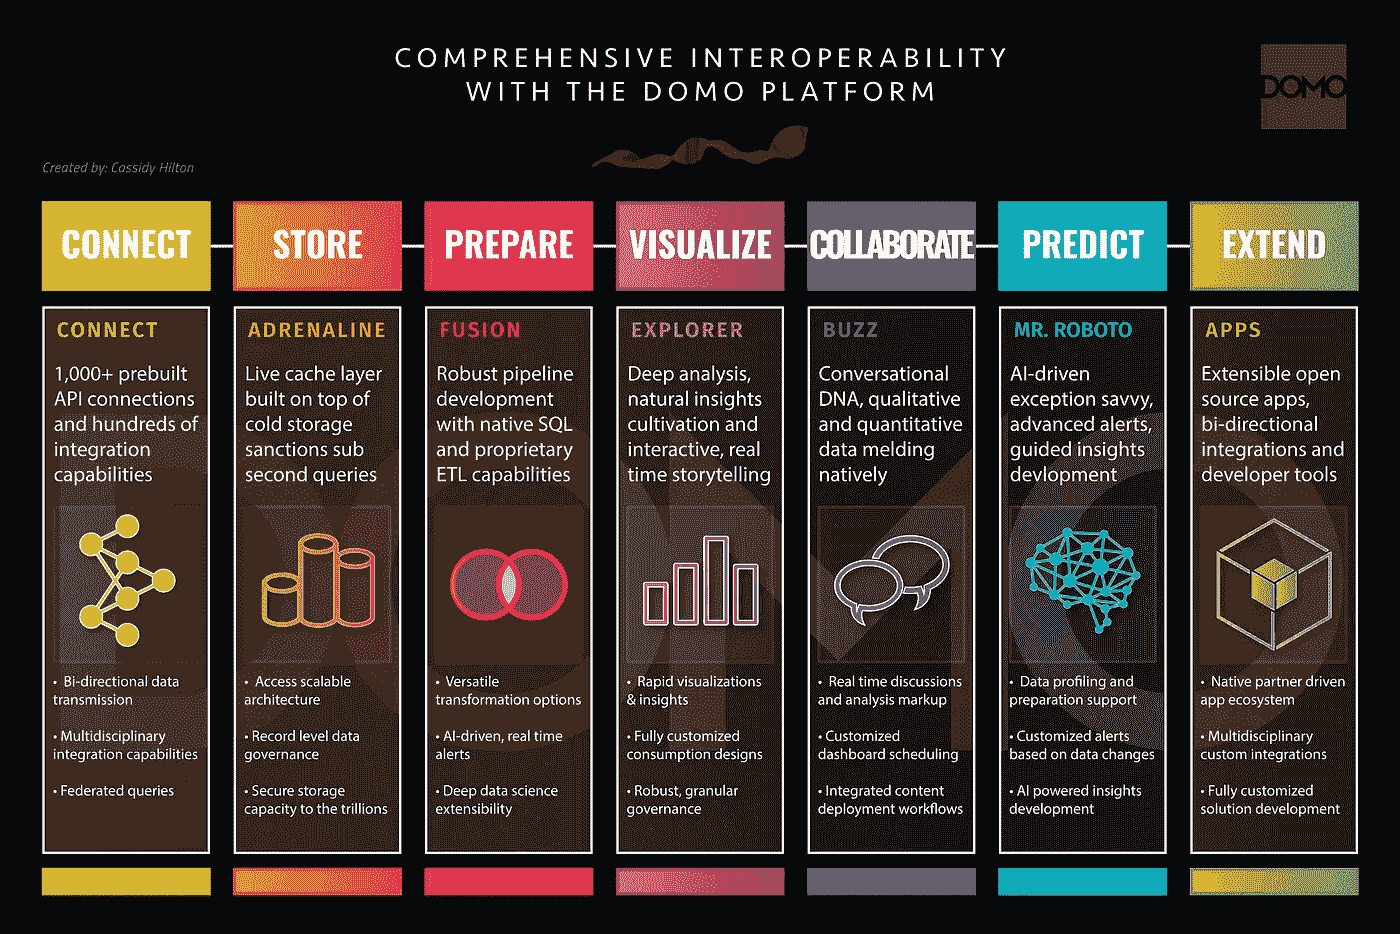 COMPREHENSIVE INTEROPERABILITY
WITH THE DOMO PLATFORM
DOMO
Created by: Cassidy Hilton
CONNECT
STORE
PREPARE
VISUALIZE
COLLABORATE
PREDICT
EXTEND
CONNECT
1,000+ prebuilt
API connections
and hundreds of
integration
capabilities
• Bi-directional data
transmission
• Multidisciplinary
integration capabilities
• Federated queries
ADRENALINE
Live cache layer
built on top of
cold storage
sanctions sub
second queries
• Access scalable
architecture
• Record level data
governance
• Secure storage
capacity to the trillions
FUSION
Robust pipeline
development
with native SQL
and proprietary
ETL capabilities
• Versatile
transformation options
• AI-driven, real time
alerts
• Deep data science
extensibility
EXPLORER
Deep analysis,
natural insights
cultivation and
interactive, real
time storytelling
• Rapid visualizations
& insights
• Fully customized
consumption designs
• Robust, granular
governance
BUZZ
Conversational
DNA, qualitative
and quantitative
data melding
natively
• Real time discussions
and analysis markup
• Customized
dashboard scheduling
• Integrated content
deployment workflows
MR. ROBOTO
AI-driven
exception savvy,
advanced alerts,
guided insights
devlopment
• Data profiling and
preparation support
• Customized alerts
based on data changes
• AI powered insights
development
APPS
Extensible open
source apps,
bi-directional
integrations and
developer tools
• Native partner driven
app ecosystem
• Multidisciplinary
custom integrations
• Fully customized
solution development